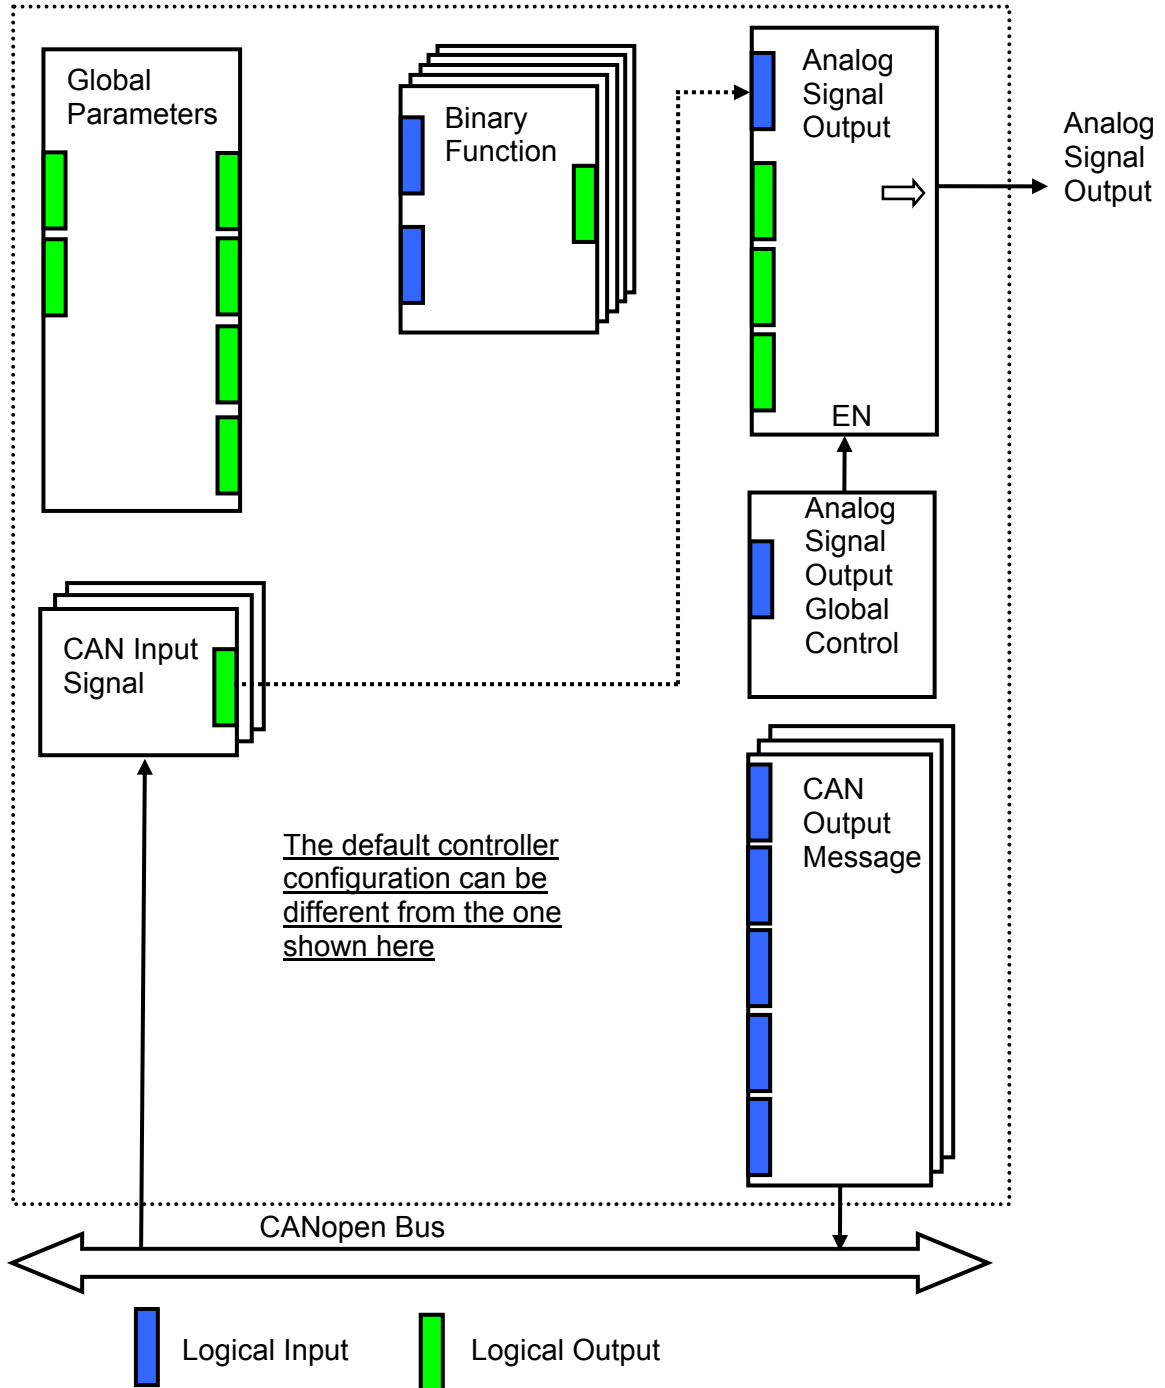 Global
Parameters
Binary
Function
Analog
Signal
Output
EN
Analog
Signal
Output
Analog
Signal
Output
Global
Control
CAN Input
Signal
CAN
Output
Message
The default controller
configuration can be
different from the one
shown here
CANopen Bus
Logical Input
Logical Output